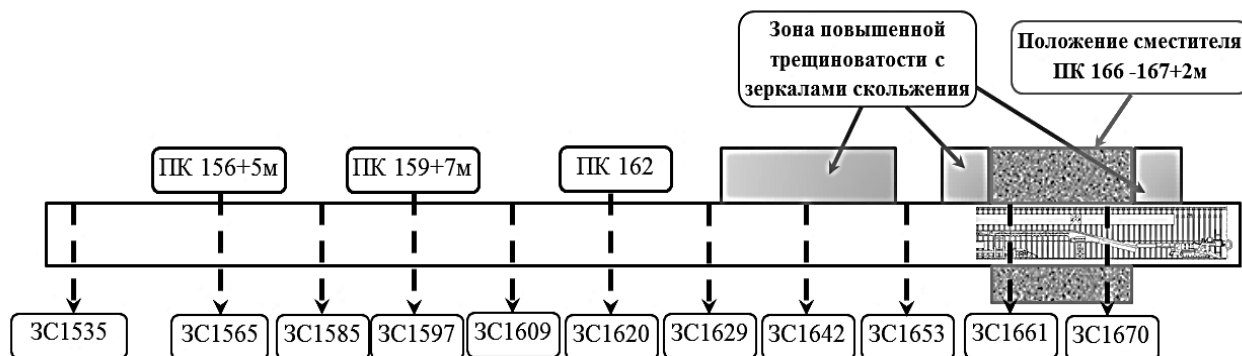 Зона повышенной
трещиноватости с
зеркалами скольжения
Положение сместителя
ПК 166 -167+2м
ПК 156+5м
ПК 159+7м
ПК 162
ЗС1535
ЗС1565
ЗС1585
ЗС1597
ЗС1609
ЗС1620
ЗС1629
ЗС1642
ЗС1653
ЗС1661
ЗС1670